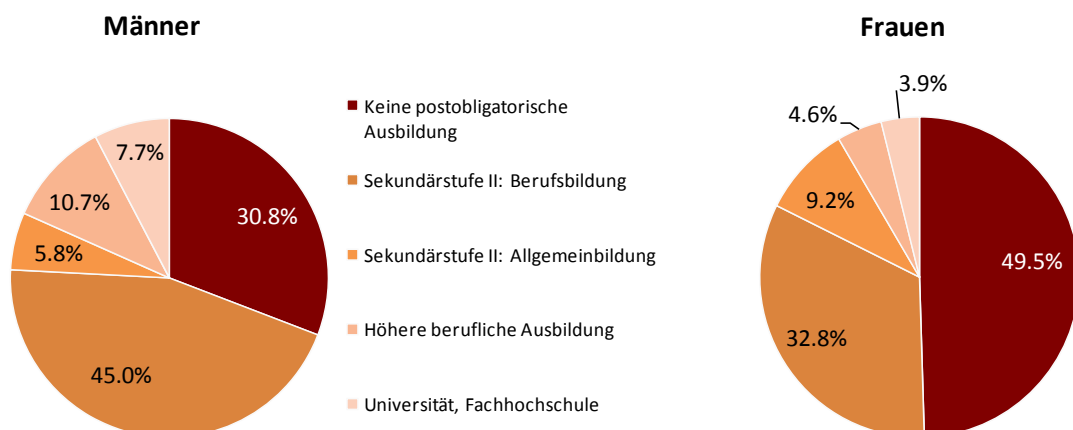 Männer
7.7%
10.7%
30.8%
5.8%
45.0%
Keine postobligatorische
Ausbildung
Sekundärstufe II: Berufsbildung
Sekundärstufe II: Allgemeinbildung
Höhere berufliche Ausbildung
Universität, Fachhochschule
Frauen
3.9%
4.6%
9.2%
49.5%
32.8%